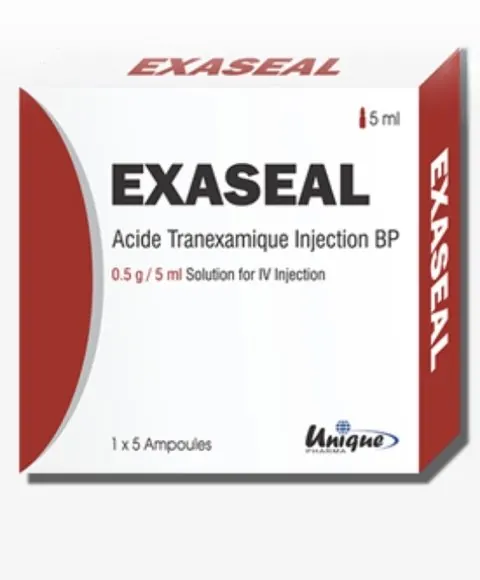 EXASEAL
5 ml
EXASEAL
Acide Tranexamique Injection BP
0.5 g / 5 ml Solution for IV Injection
1 x 5 Ampoules
Unique
PHARMA
EXASEAL